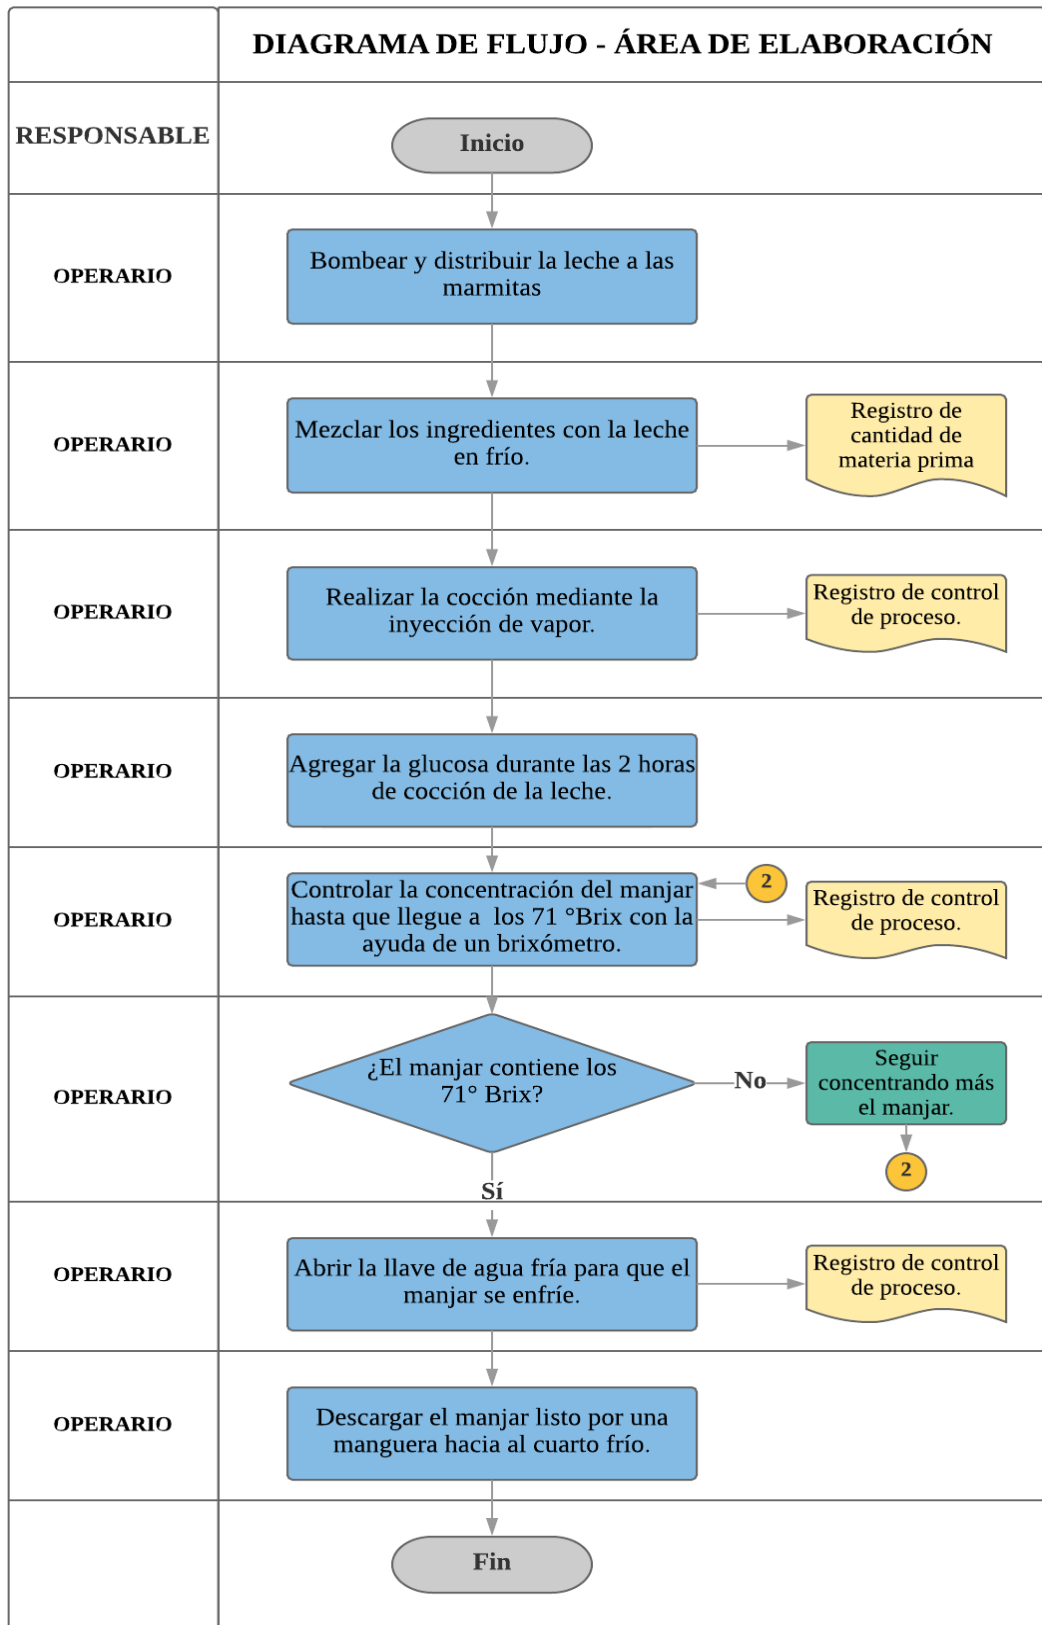 DIAGRAMA DE FLUJO - ÁREA DE ELABORACIÓN
RESPONSABLE
Inicio
OPERARIO
Bombear y distribuir la leche a las
marmitas
OPERARIO
Mezclar los ingredientes con la leche
en frío.
Registro de
cantidad de
materia prima
OPERARIO
Realizar la cocción mediante la
inyección de vapor.
Registro de control
de proceso.
OPERARIO
Agregar la glucosa durante las 2 horas
de cocción de la leche.
OPERARIO
Controlar la concentración del manjar
hasta que llegue a  los 71 °Brix con la
ayuda de un brixómetro.
2
Registro de control
de proceso.
OPERARIO
¿El manjar contiene los
71° Brix?
No
Seguir
concentrando más
el manjar.
2
Sí
OPERARIO
Abrir la llave de agua fría para que el
manjar se enfríe.
Registro de control
de proceso.
OPERARIO
Descargar el manjar listo por una
manguera hacia al cuarto frío.
Fin